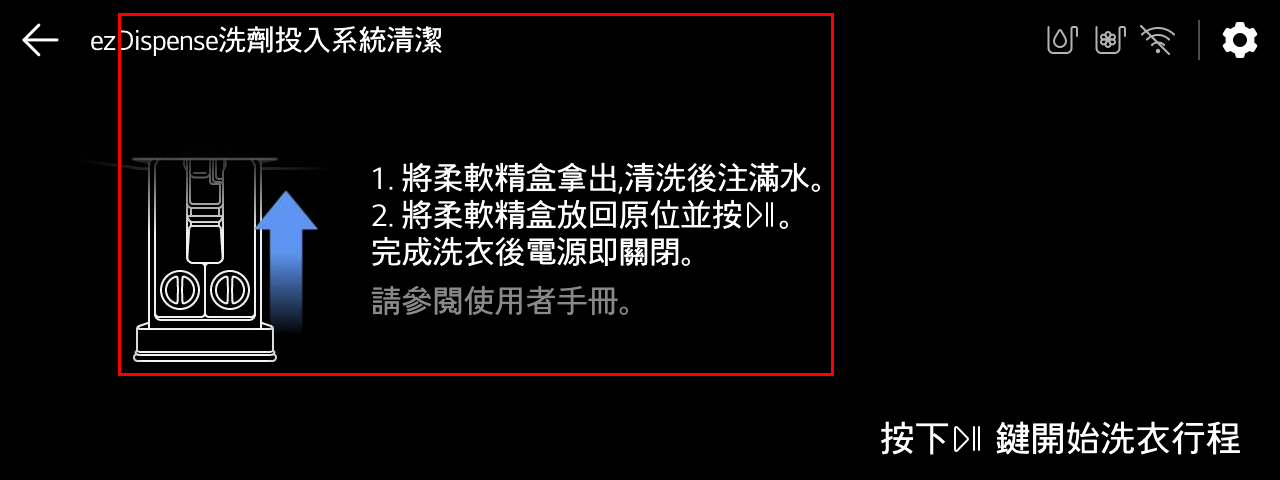 ezDispense洗劑投入系統清潔
1. 將柔軟精盒拿出,清洗後注滿水。
2. 將柔軟精盒放回原位並按▷||。
完成洗衣後電源即關閉。
請參閱使用者手冊。
按下▷|| 鍵開始洗衣行程